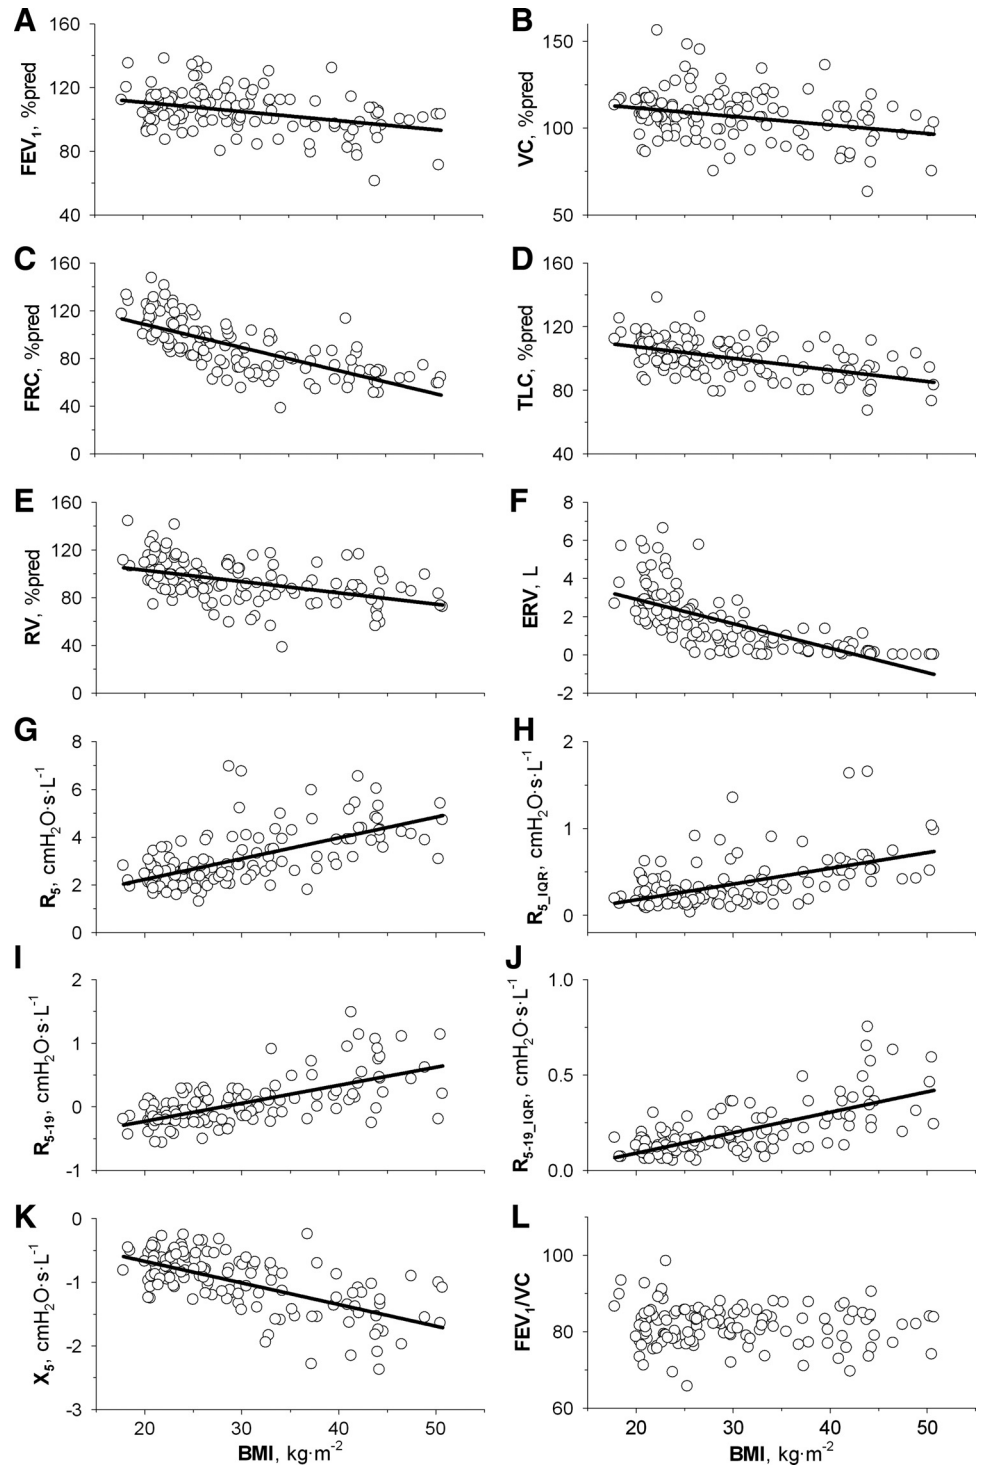 A
160
120
80
40
FEV1, %pred
B
150
100
50
VC, %pred
C
160
120
80
40
0
FRC, %pred
D
160
120
80
40
TLC, %pred
E
160
120
80
40
0
RV, %pred
F
8
6
4
2
0
-2
ERV, L
G
8
6
4
2
0
R5, cmH2O·s·L-1
H
2
1
0
R5_IQR, cmH2O·s·L-1
I
2
1
0
-1
R5-19, cmH2O·s·L-1
J
1.0
0.5
0.0
R5-19_IQR, cmH2O·s·L-1
K
0
-1
-2
-3
X5, cmH2O·s·L-1
20 30 40 50
BMI, kg·m-2
L
100
80
60
FEV1/VC
20 30 40 50
BMI, kg·m-2